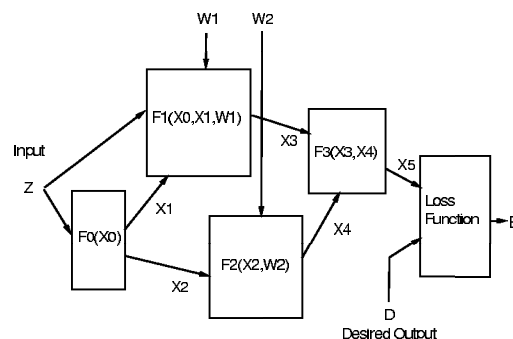 W1
W2
F1(X0,X1,W1)
Input
Z
X1
F0(X0)
X2
F2(X2,W2)
X3
F3(X3,X4)
X4
X5
Loss
Function
E
D
Desired Output